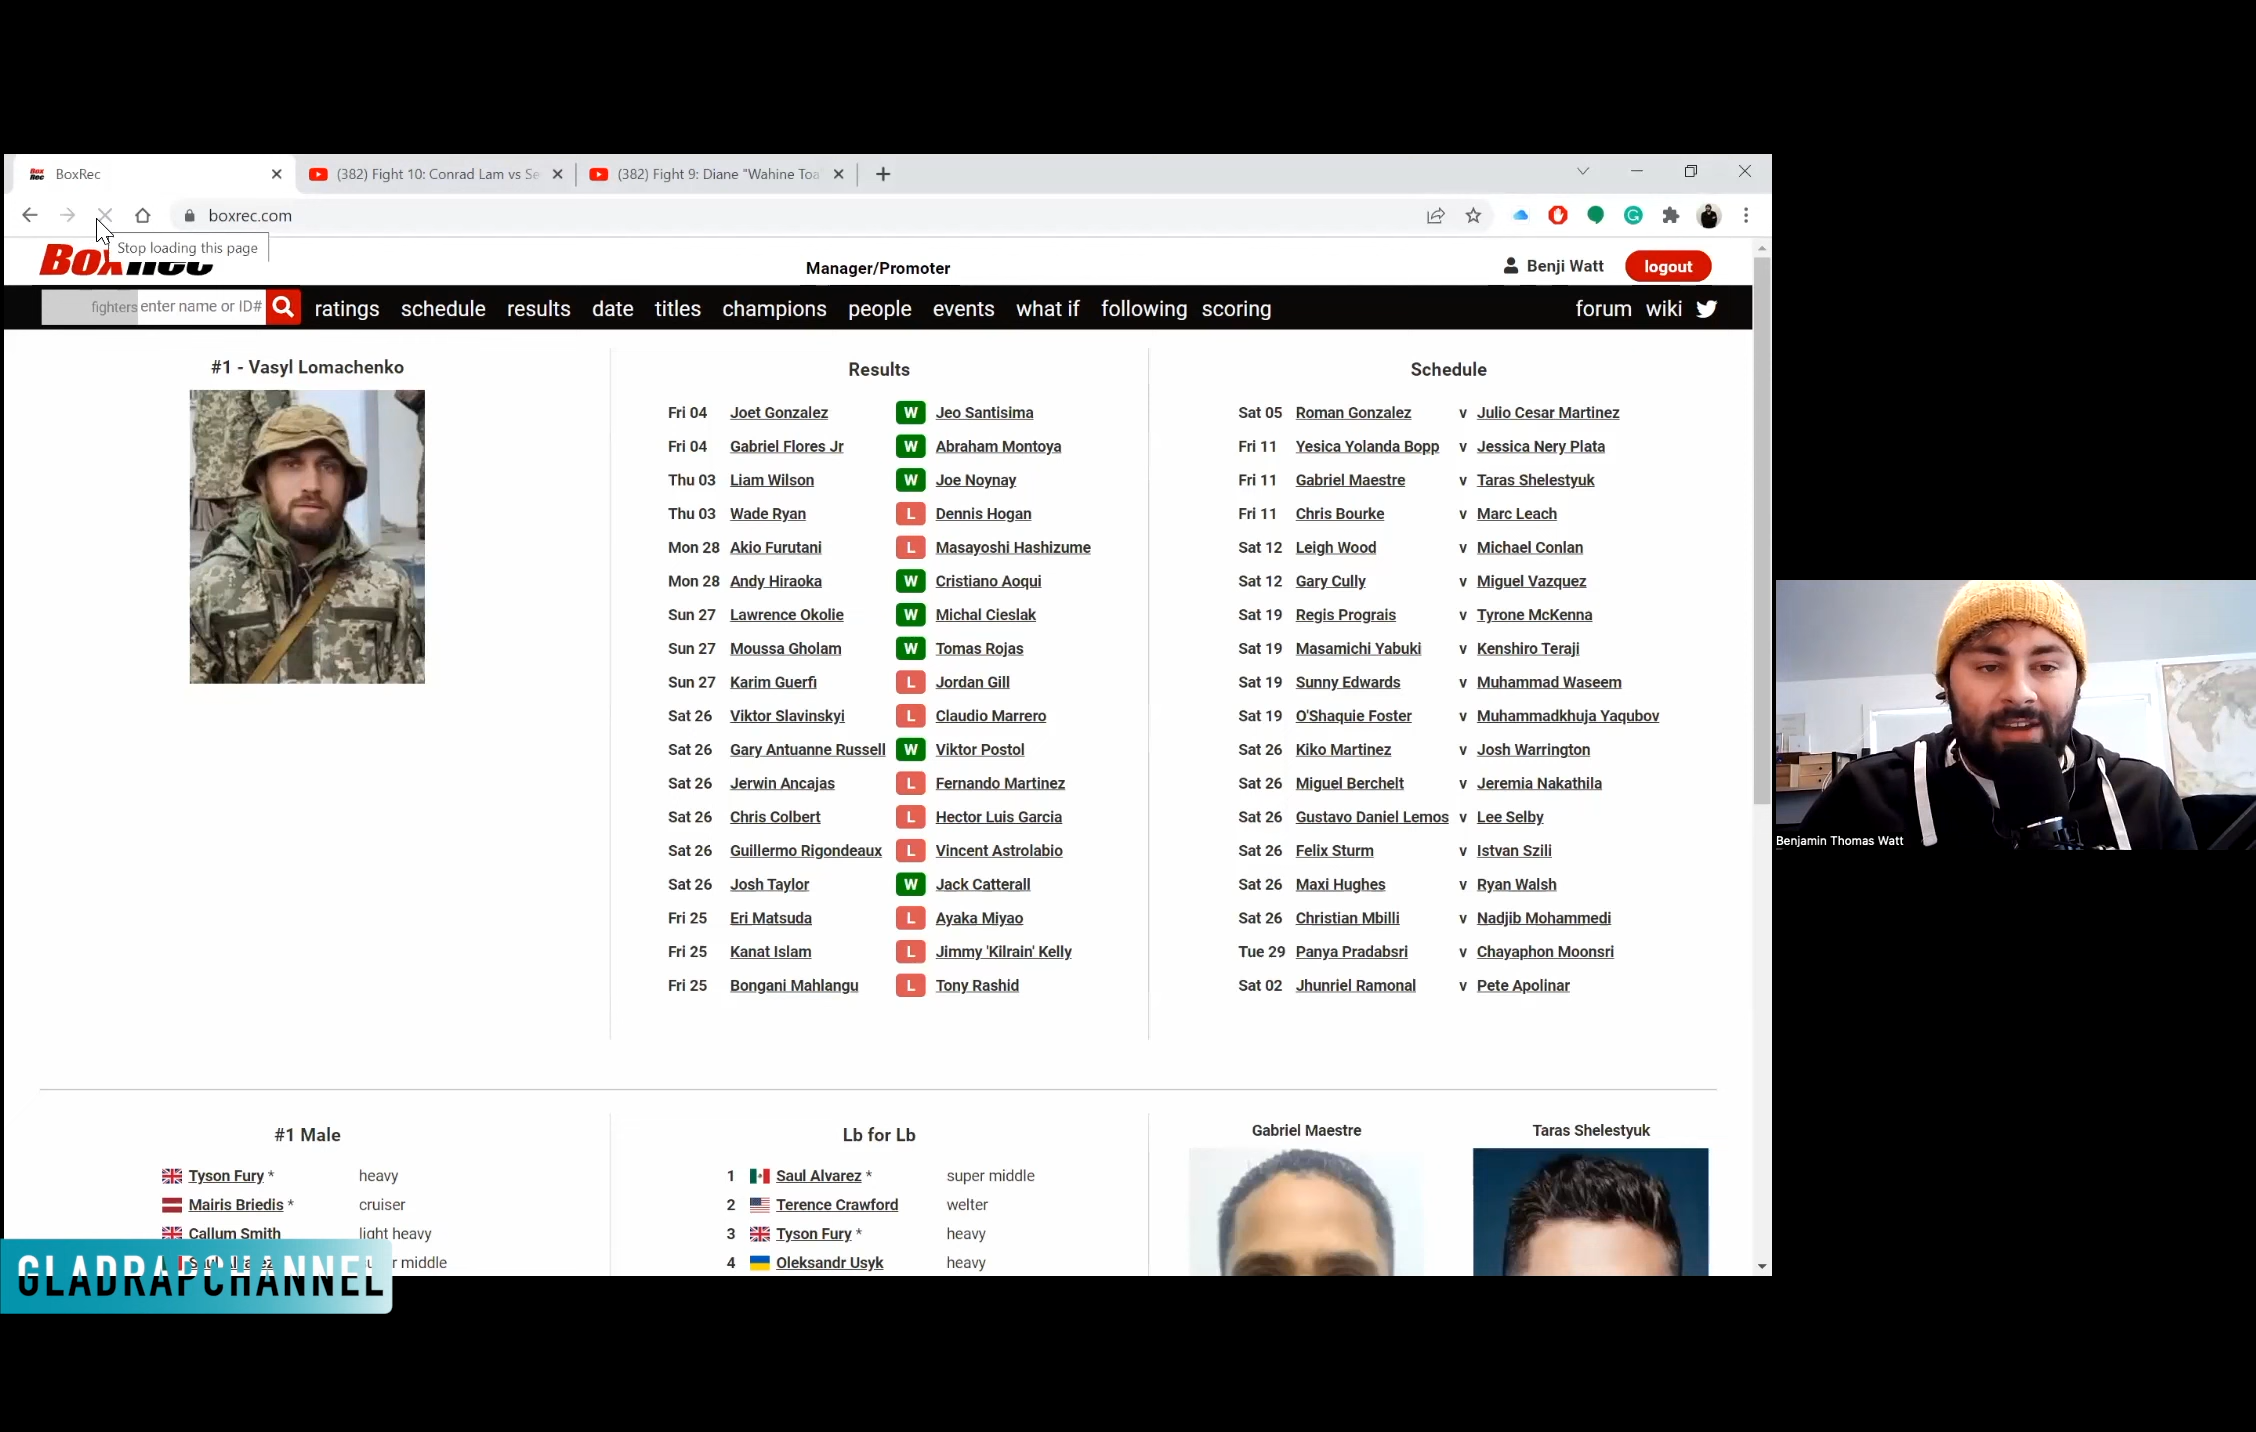 BoxRec
(382) Fight 10: Conrad Lam vs Se
(382) Fight 9: Diane "Wahine Toa
boxrec.com
Stop loading this page
BoxRec
Manager/Promoter
Benji Watt
logout
fighters enter name or ID#
ratings schedule results date titles champions people events what if following scoring forum wiki
#1 - Vasyl Lomachenko
Results
Fri 04 Joet Gonzalez W Jeo Santisima
Fri 04 Gabriel Flores Jr W Abraham Montoya
Thu 03 Liam Wilson W Joe Noynay
Thu 03 Wade Ryan L Dennis Hogan
Mon 28 Akio Furutani L Masayoshi Hashizume
Mon 28 Andy Hiraoka W Cristiano Aoqui
Sun 27 Lawrence Okolie W Michal Cieslak
Sun 27 Moussa Gholam W Tomas Rojas
Sun 27 Karim Guerfi L Jordan Gill
Sat 26 Viktor Slavinskyi L Claudio Marrero
Sat 26 Gary Antuanne Russell W Viktor Postol
Sat 26 Jerwin Ancajas L Fernando Martinez
Sat 26 Chris Colbert L Hector Luis Garcia
Sat 26 Guillermo Rigondeaux L Vincent Astrolabio
Sat 26 Josh Taylor W Jack Catterall
Fri 25 Eri Matsuda L Ayaka Miyao
Fri 25 Kanat Islam L Jimmy 'Kilrain' Kelly
Fri 25 Bongani Mahlangu L Tony Rashid
Schedule
Sat 05 Roman Gonzalez v Julio Cesar Martinez
Fri 11 Yesica Yolanda Bopp v Jessica Nery Plata
Fri 11 Gabriel Maestre v Taras Shelestyuk
Fri 11 Chris Bourke v Marc Leach
Sat 12 Leigh Wood v Michael Conlan
Sat 12 Gary Cully v Miguel Vazquez
Sat 19 Regis Prograis v Tyrone McKenna
Sat 19 Masamichi Yabuki v Kenshiro Teraji
Sat 19 Sunny Edwards v Muhammad Waseem
Sat 19 O'Shaquie Foster v Muhammadkhuja Yaqubov
Sat 26 Kiko Martinez v Josh Warrington
Sat 26 Miguel Berchelt v Jeremia Nakathila
Sat 26 Gustavo Daniel Lemos v Lee Selby
Sat 26 Felix Sturm v Istvan Szili
Sat 26 Maxi Hughes v Ryan Walsh
Sat 26 Christian Mbilli v Nadjib Mohammedi
Tue 29 Panya Pradabsri v Chayaphon Moonsri
Sat 02 Jhunriel Ramonal v Pete Apolinar
Benjamin Thomas Watt
#1 Male
Tyson Fury * heavy
Mairis Briedis * cruiser
Callum Smith light heavy
middle
Lb for Lb
1 Saul Alvarez * super middle
2 Terence Crawford welter
3 Tyson Fury * heavy
4 Oleksandr Usyk heavy
Gabriel Maestre
Taras Shelestyuk
GLADRAPCHANNEL